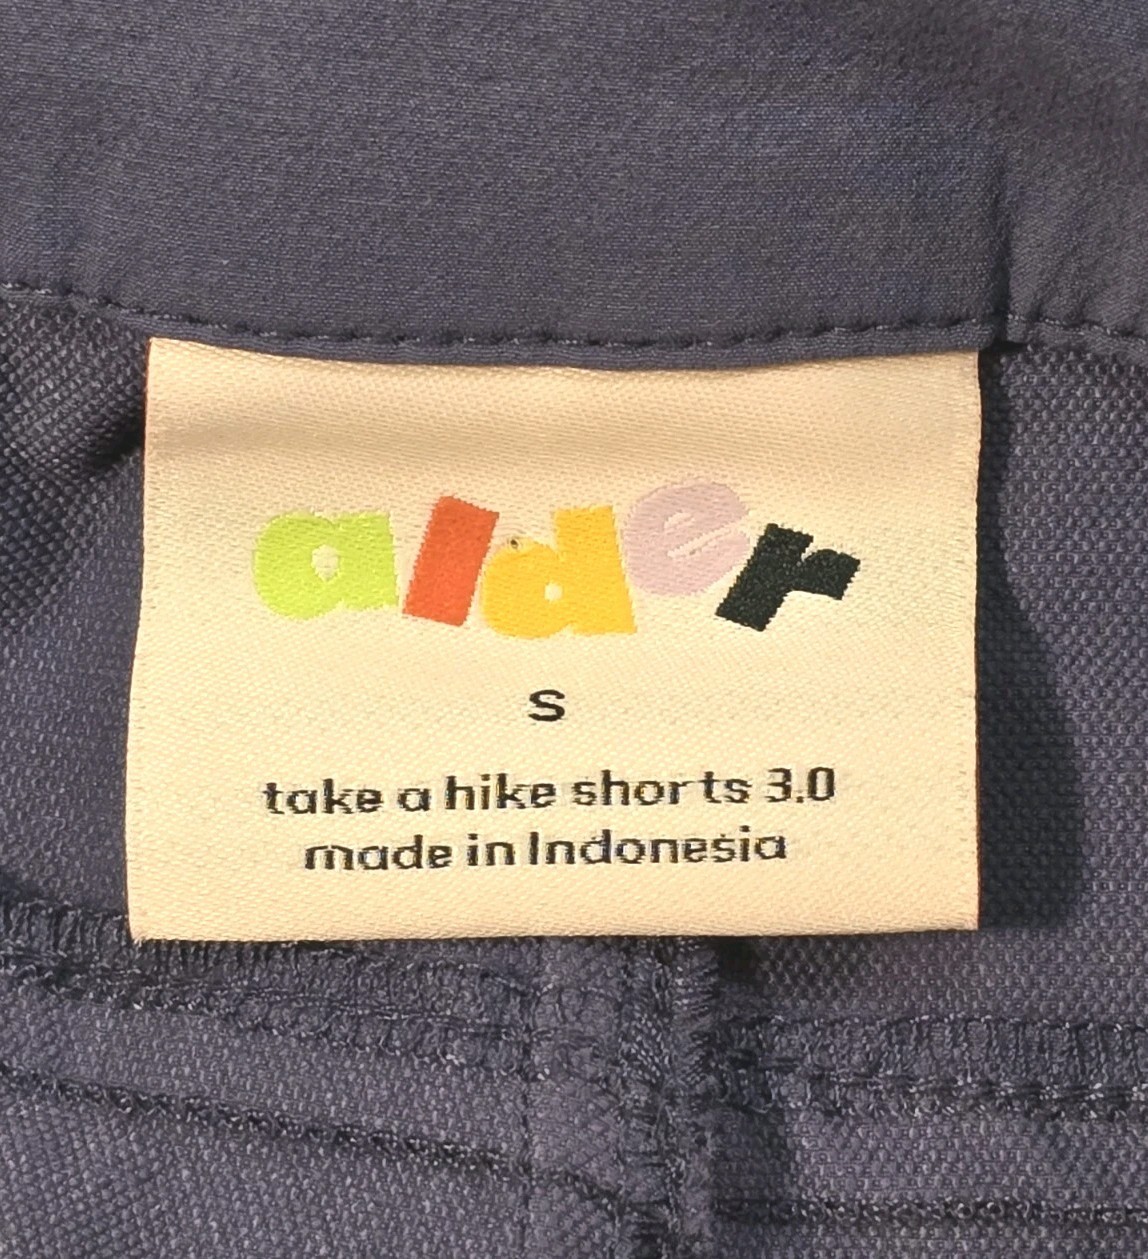 alder
S
take a hike shorts 3.0
made in Indonesia